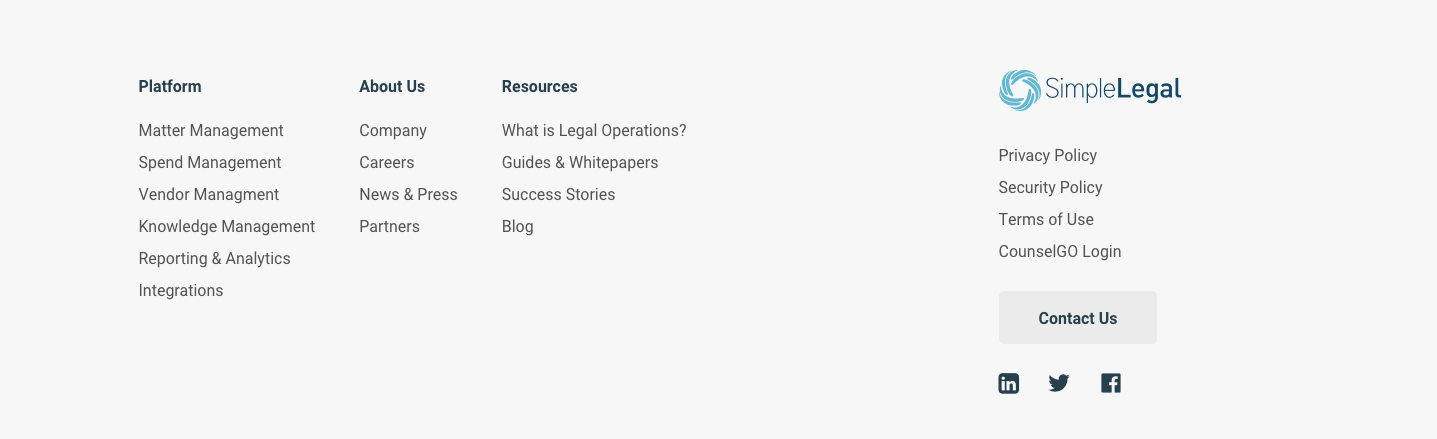 Platform
Matter Management
Spend Management
Vendor Managment
Knowledge Management
Reporting & Analytics
Integrations
About Us
Company
Careers
News & Press
Partners
Resources
What is Legal Operations?
Guides & Whitepapers
Success Stories
Blog
SimpleLegal
Privacy Policy
Security Policy
Terms of Use
CounselGO Login
Contact Us